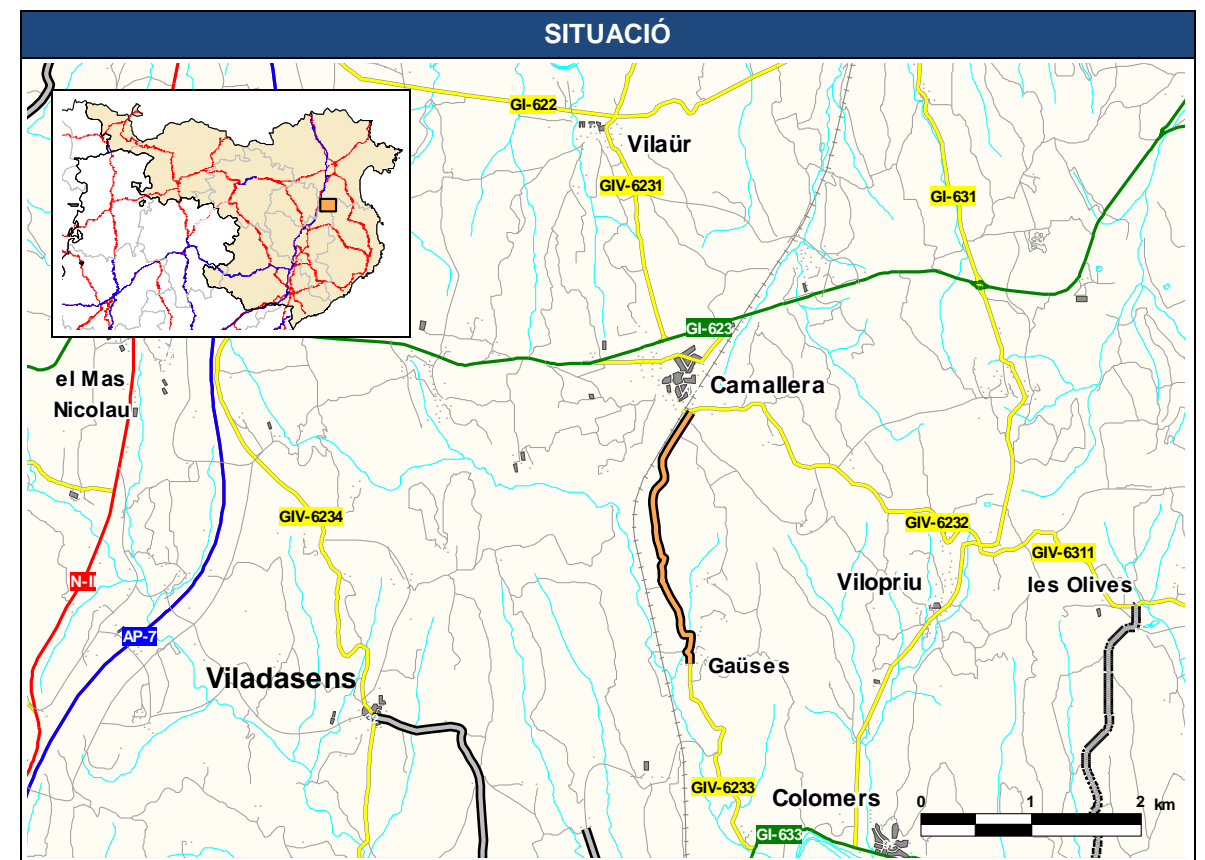 SITUACIÓ
GI-622
Vilaür
GIV-6231
GI-631
GI-623
el Mas
Nicolau
Camallera
GIV-6234
GIV-6232
GIV-6311
N-II
Vilopriu
les Olives
AP-7
Viladasens
Gaüses
GIV-6233
Colomers
0 1 2 km
GI-633